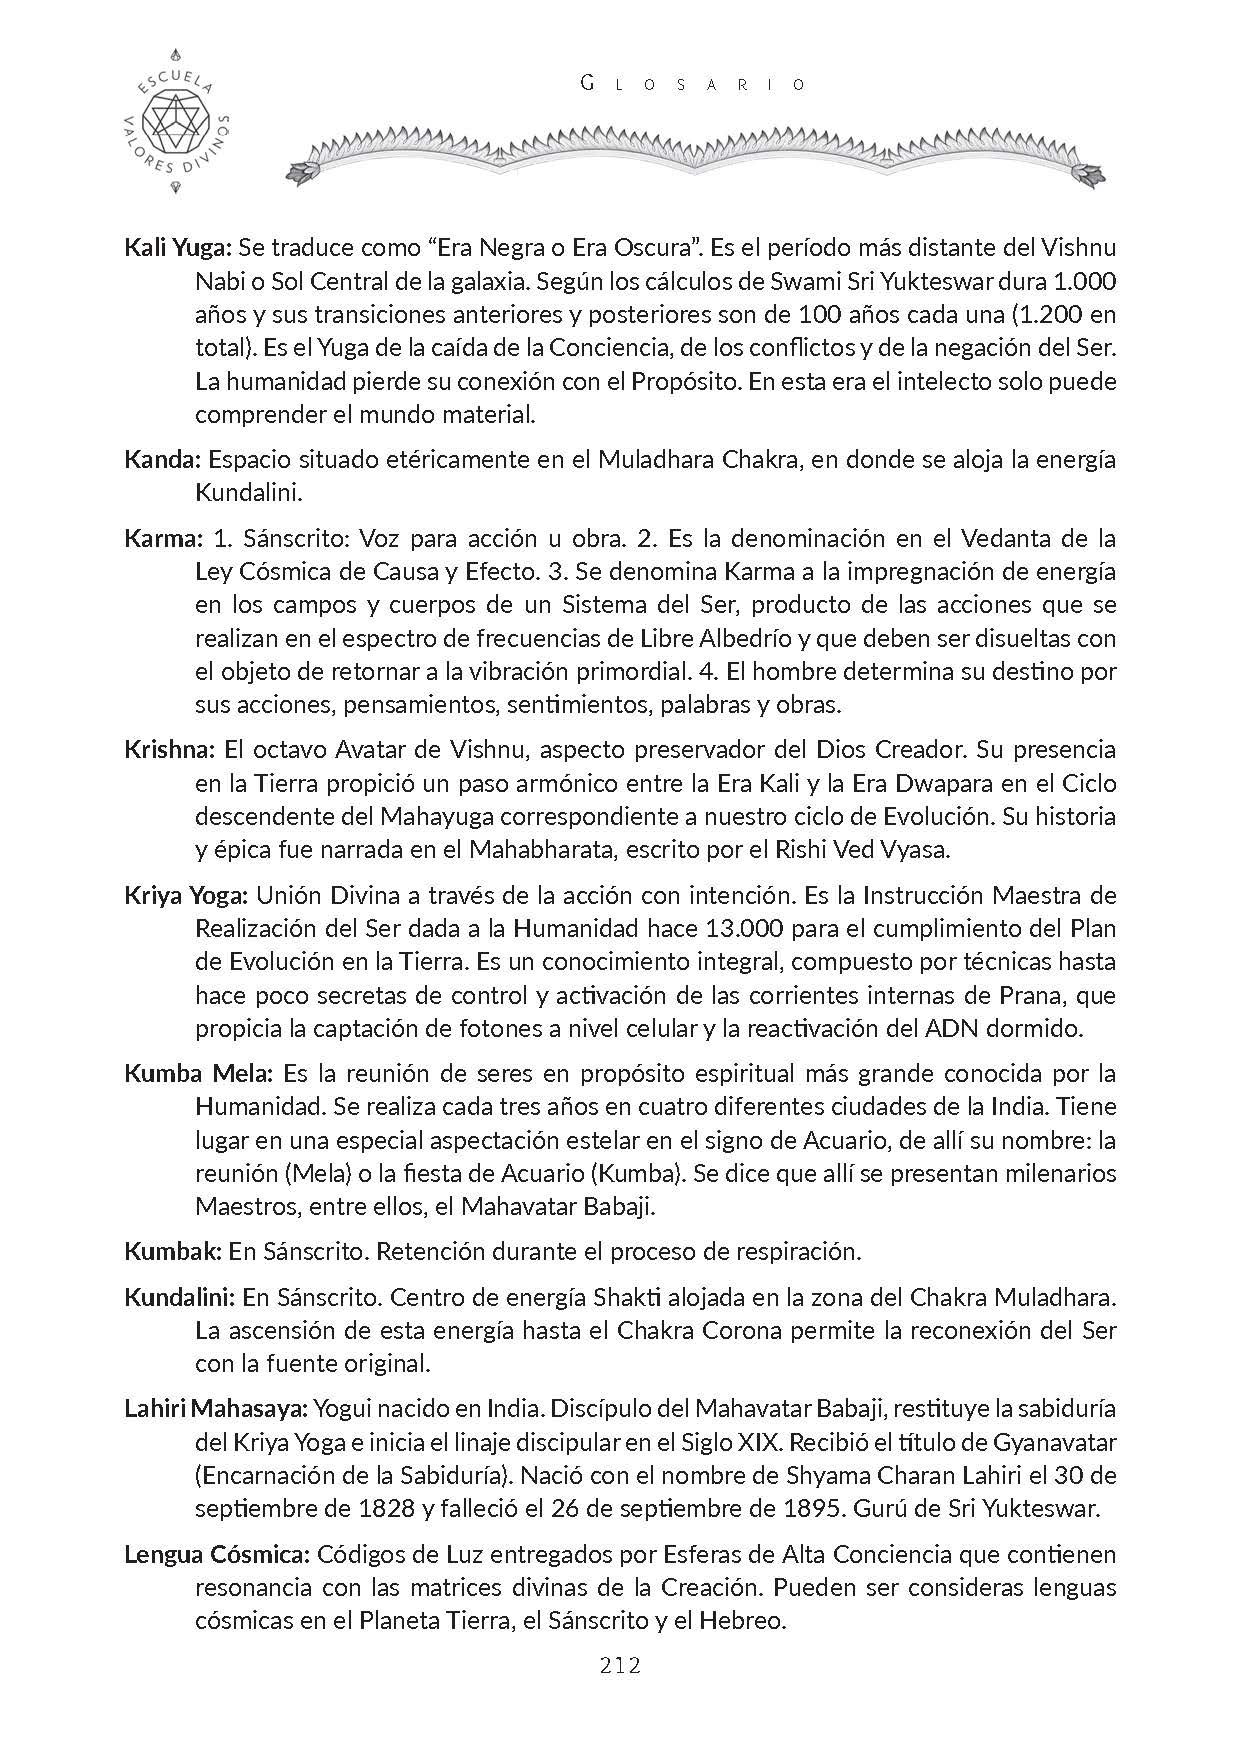 ESCUELA
VALORES DIVINOS
Glosario
Kali Yuga: Se traduce como “Era Negra o Era Oscura”. Es el período más distante del Vishnu
Nabi o Sol Central de la galaxia. Según los cálculos de Swami Sri Yukteswar dura 1.000
años y sus transiciones anteriores y posteriores son de 100 años cada una (1.200 en
total). Es el Yuga de la caída de la Conciencia, de los conflictos y de la negación del Ser.
La humanidad pierde su conexión con el Propósito. En esta era el intelecto solo puede
comprender el mundo material.
Kanda: Espacio situado etéricamente en el Muladhara Chakra, en donde se aloja la energía
Kundalini.
Karma: 1. Sánscrito: Voz para acción u obra. 2. Es la denominación en el Vedanta de la
Ley Cósmica de Causa y Efecto. 3. Se denomina Karma a la impregnación de energía
en los campos y cuerpos de un Sistema del Ser, producto de las acciones que se
realizan en el espectro de frecuencias de Libre Albedrío y que deben ser disueltas con
el objeto de retornar a la vibración primordial. 4. El hombre determina su destino por
sus acciones, pensamientos, sentimientos, palabras y obras.
Krishna: El octavo Avatar de Vishnu, aspecto preservador del Dios Creador. Su presencia
en la Tierra propició un paso armónico entre la Era Kali y la Era Dwapara en el Ciclo
descendente del Mahayuga correspondiente a nuestro ciclo de Evolución. Su historia
y épica fue narrada en el Mahabharata, escrito por el Rishi Ved Vyasa.
Kriya Yoga: Unión Divina a través de la acción con intención. Es la Instrucción Maestra de
Realización del Ser dada a la Humanidad hace 13.000 para el cumplimiento del Plan
de Evolución en la Tierra. Es un conocimiento integral, compuesto por técnicas hasta
hace poco secretas de control y activación de las corrientes internas de Prana, que
propicia la captación de fotones a nivel celular y la reactivación del ADN dormido.
Kumba Mela: Es la reunión de seres en propósito espiritual más grande conocida por la
Humanidad. Se realiza cada tres años en cuatro diferentes ciudades de la India. Tiene
lugar en una especial aspectación estelar en el signo de Acuario, de allí su nombre: la
reunión (Mela) o la fiesta de Acuario (Kumba). Se dice que allí se presentan milenarios
Maestros, entre ellos, el Mahavatar Babaji.
Kumbak: En Sánscrito. Retención durante el proceso de respiración.
Kundalini: En Sánscrito. Centro de energía Shakti alojada en la zona del Chakra Muladhara.
La ascensión de esta energía hasta el Chakra Corona permite la reconexión del Ser
con la fuente original.
Lahiri Mahasaya: Yogui nacido en India. Discípulo del Mahavatar Babaji, restituye la sabiduría
del Kriya Yoga e inicia el linaje discipular en el Siglo XIX. Recibió el título de Gyanavatar
(Encarnación de la Sabiduría). Nació con el nombre de Shyama Charan Lahiri el 30 de
septiembre de 1828 y falleció el 26 de septiembre de 1895. Gurú de Sri Yukteswar.
Lengua Cósmica: Códigos de Luz entregados por Esferas de Alta Conciencia que contienen
resonancia con las matrices divinas de la Creación. Pueden ser consideras lenguas
cósmicas en el Planeta Tierra, el Sánscrito y el Hebreo.
212